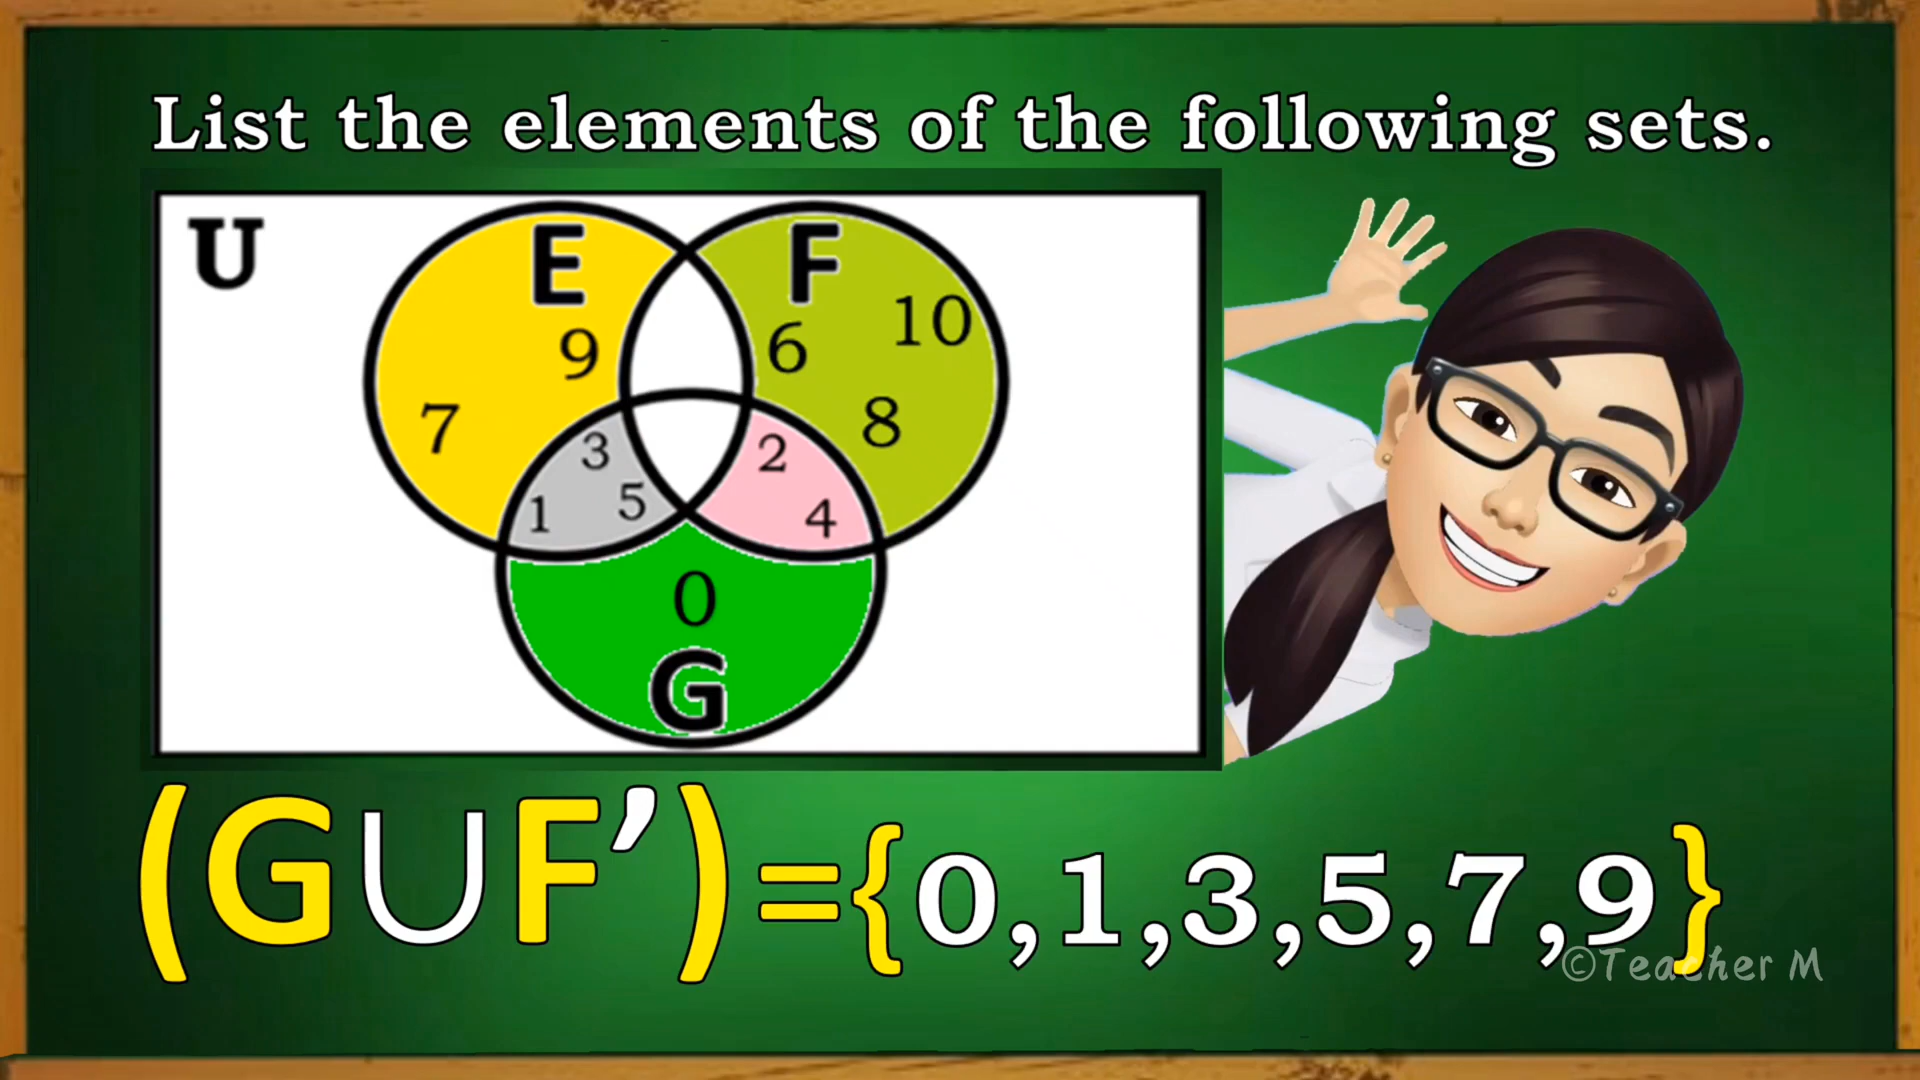 List the elements of the following sets.
U
E
F
10
9
6
7
8
3
2
1
5
4
0
G
(G∪F’)={0,1,3,5,7,9}
©Teacher M